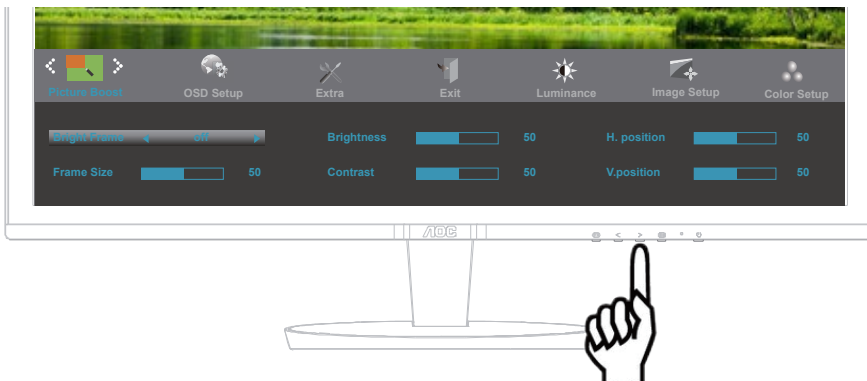 Picture Boost OSD Setup Extra Exit Luminance Image Setup Color Setup
Bright Frame off Brightness 50 H. position 50
Frame Size 50 Contrast 50 V.position 50
AOC